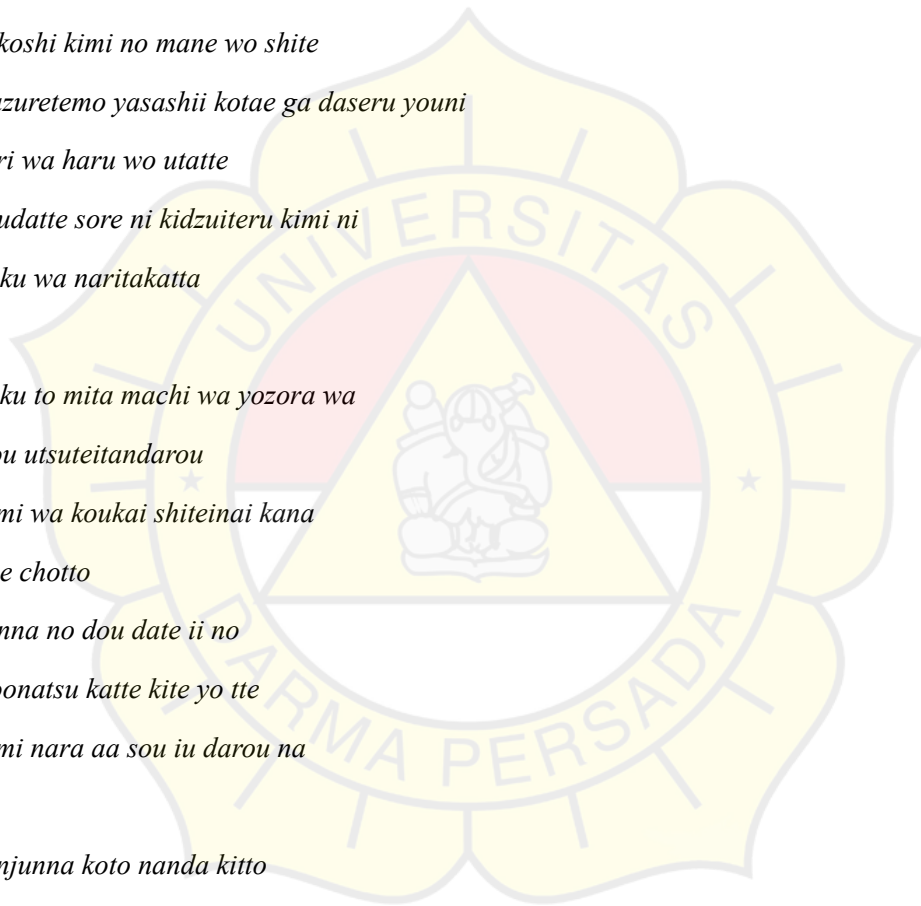 koshi kimi no mane wo shite
zuretemo yasashii kotae ga daseru youni
ri wa haru wo utatte
udatte sore ni kidzuiteru kimi ni
ku wa naritakatta
ku to mita machi wa yozora wa
ou utsuteitandarou
mi wa koukai shiteinai kana
e chotto
nna no dou date ii no
oonatsu katte kite yo tte
mi nara aa sou iu darou na
njunna koto nanda kitto
UNIVERSITAS
DARMA PERSADA